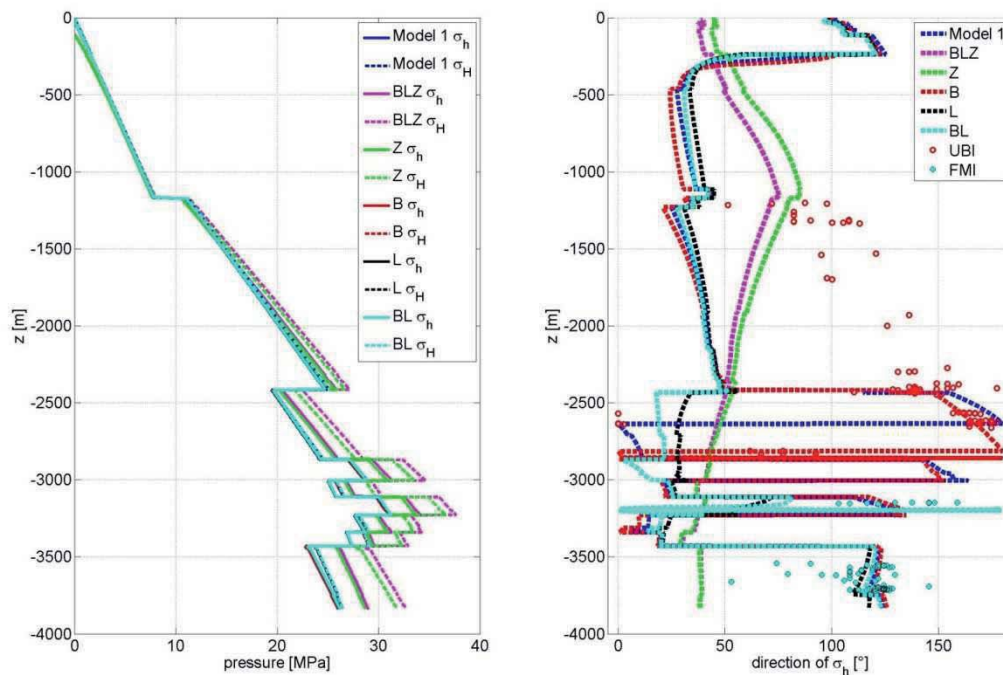 0
-500
-1000
-1500
-2000
-2500
-3000
-3500
-4000
z [m]
0 10 20 30 40
pressure [MPa]
Model 1 σh
Model 1 σH
BLZ σh
BLZ σH
Z σh
Z σH
B σh
B σH
L σh
L σH
BL σh
BL σH
0
-500
-1000
-1500
-2000
-2500
-3000
-3500
-4000
z [m]
0 50 100 150
direction of σh [°]
Model 1
BLZ
Z
B
L
BL
UBI
FMI